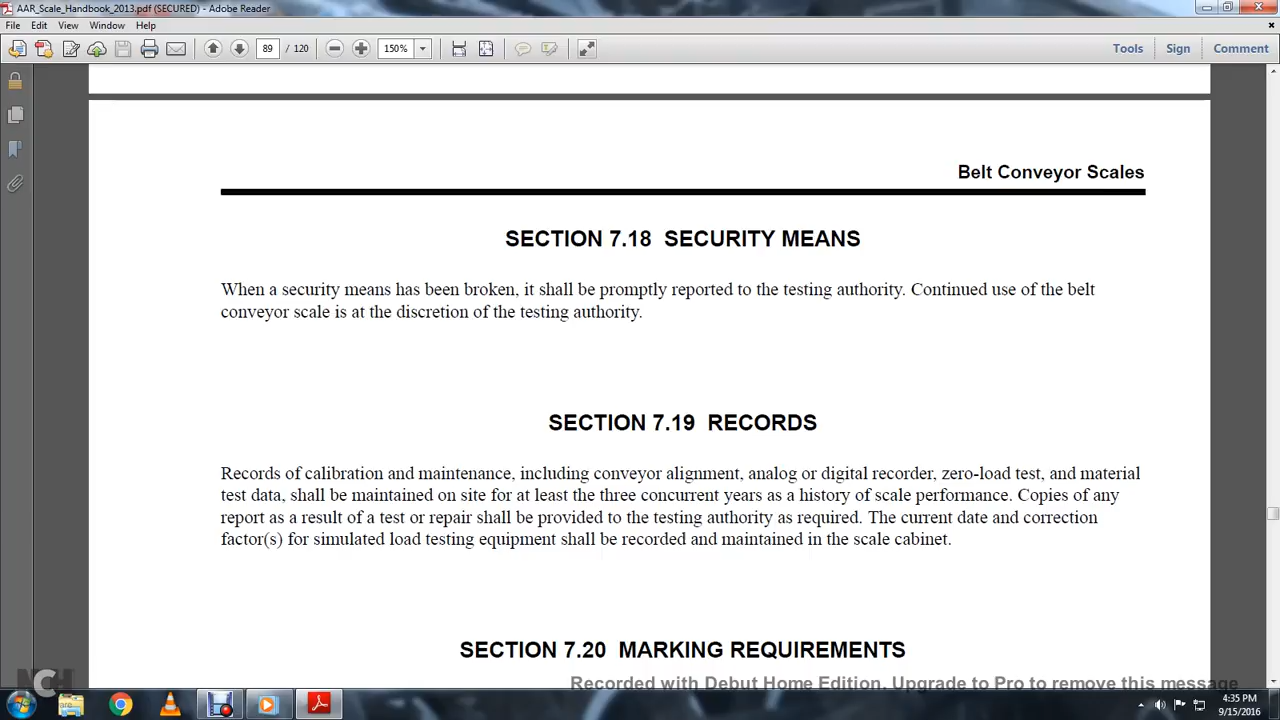 AAR_Scale_Handbook_2013.pdf (SECURED) - Adobe Reader
File Edit View Window Help
89 / 120 150% Tools Sign Comment
Belt Conveyor Scales
SECTION 7.18 SECURITY MEANS
When a security means has been broken, it shall be promptly reported to the testing authority. Continued use of the belt
conveyor scale is at the discretion of the testing authority.
SECTION 7.19 RECORDS
Records of calibration and maintenance, including conveyor alignment, analog or digital recorder, zero-load test, and material
test data, shall be maintained on site for at least the three concurrent years as a history of scale performance. Copies of any
report as a result of a test or repair shall be provided to the testing authority as required. The current date and correction
factor(s) for simulated load testing equipment shall be recorded and maintained in the scale cabinet.
SECTION 7.20 MARKING REQUIREMENTS
Recorded with Debut Home Edition. Upgrade to Pro to remove this message
NCH
4:35 PM
9/15/2016